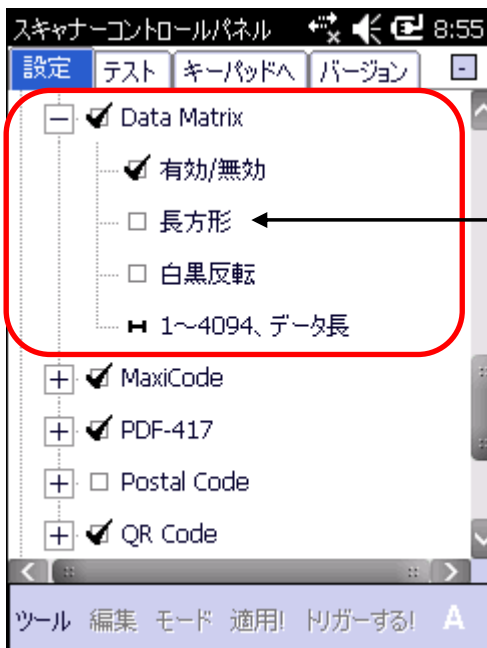 スキャナーコントロールパネル 8:55
設定 テスト キーパッドへ バージョン
Data Matrix
有効/無効
長方形
白黒反転
1～4094、データ長
MaxiCode
PDF-417
Postal Code
QR Code
ツール 編集 モード 適用! トリガーする! A